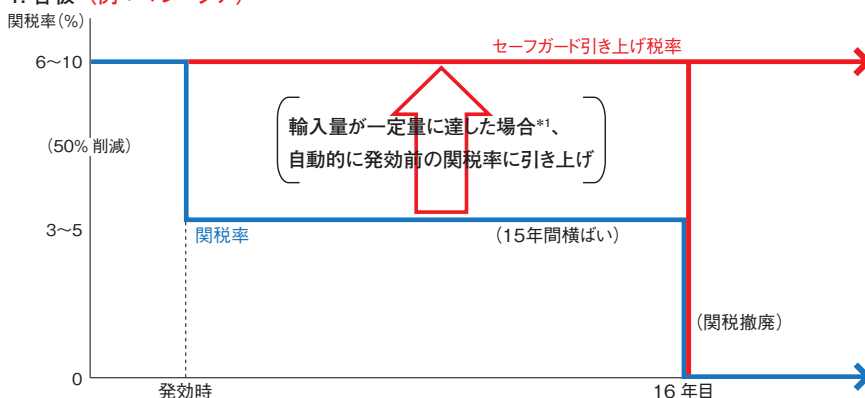 関税率(%)
セーフガード引き上げ税率
6〜10
輸入量が一定量に達した場合*1、
(50% 削減)
自動的に発効前の関税率に引き上げ
3〜5
関税率
(15年間横ばい)
(関税撤廃)
0
発効時
16 年目